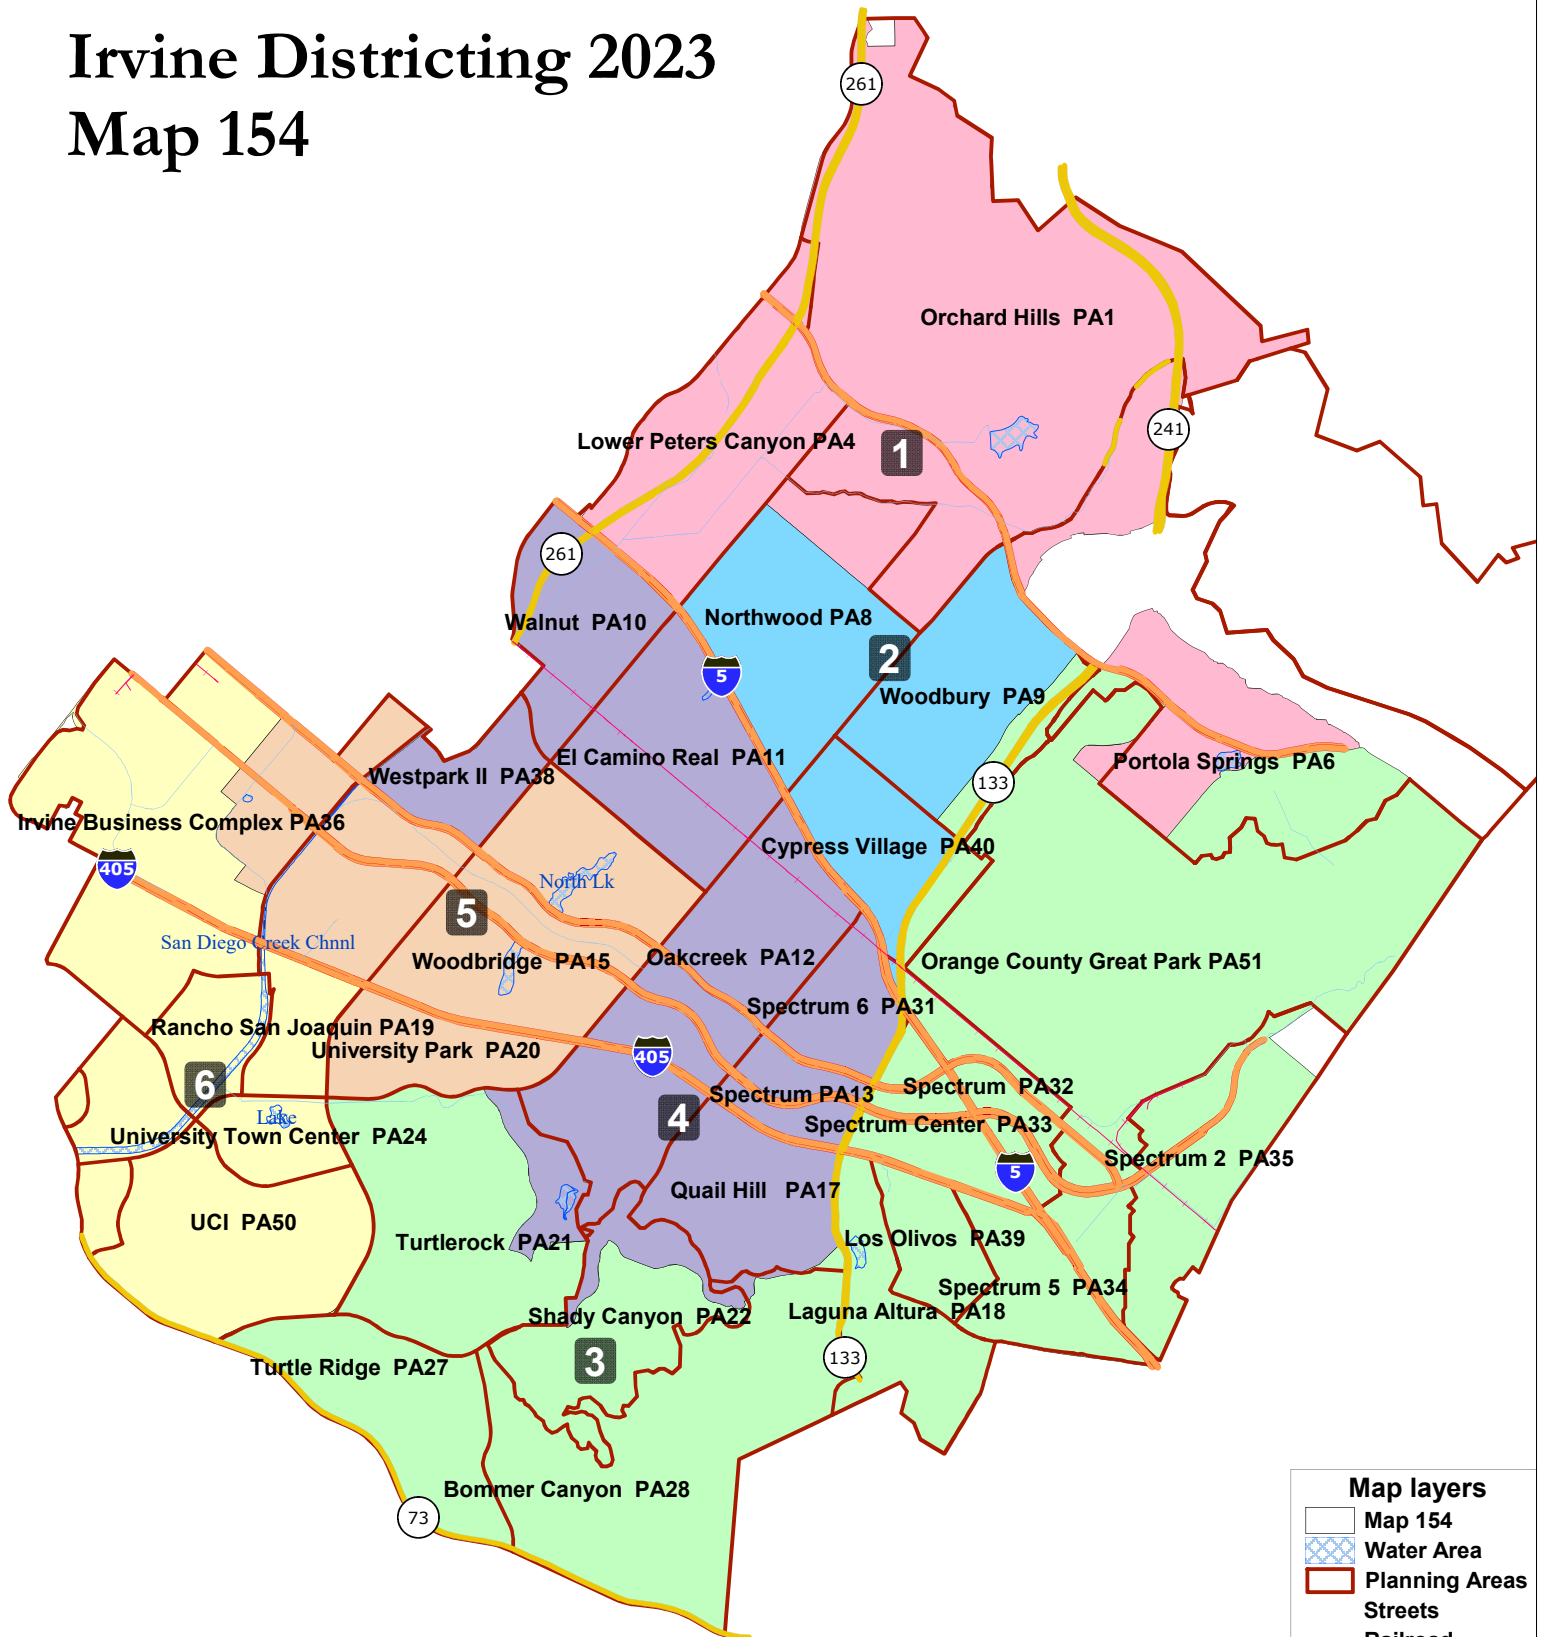 Irvine Districting 2023
Map 154
261
Orchard Hills PA1
241
Lower Peters Canyon PA4
1
261
Walnut PA10
Northwood PA8
2
5
Woodbury PA9
El Camino Real PA11
Westpark II PA38
Portola Springs PA6
133
Irvine Business Complex PA36
Cypress Village PA40
405
North Lk
5
San Diego Creek Chnnl
Woodbridge PA15
Oakcreek PA12
Orange County Great Park PA51
Spectrum 6 PA31
Rancho San Joaquin PA19
University Park PA20
405
6
Spectrum PA13
Spectrum PA32
Lake
4
Spectrum Center PA33
University Town Center PA24
Spectrum 2 PA35
5
Quail Hill PA17
UCI PA50
Turtlerock PA21
Los Olivos PA39
Spectrum 5 PA34
Shady Canyon PA22
Laguna Altura PA18
3
133
Turtle Ridge PA27
Bommer Canyon PA28
73
Map layers
Map 154
Water Area
Planning Areas
Streets
Railroad